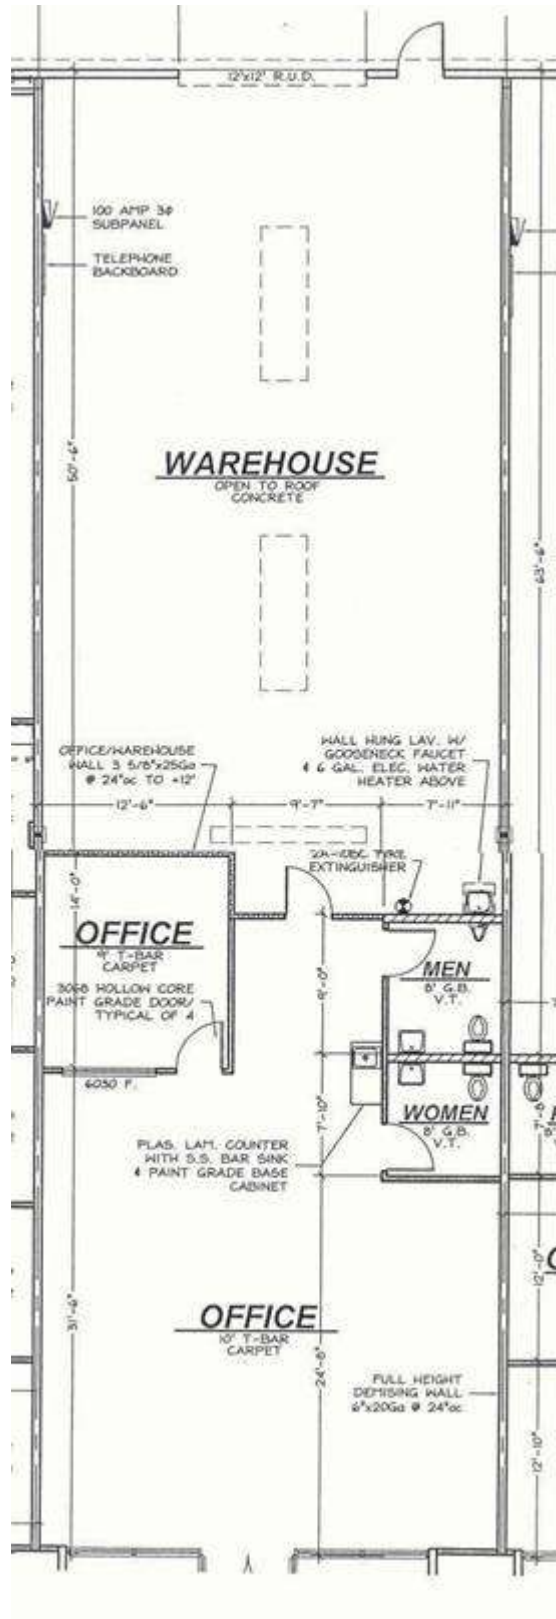 12'x12' R.U.D.
100 AMP 3φ
SUBPANEL
TELEPHONE
BACKBOARD
50'-6"
WAREHOUSE
OPEN TO ROOF
CONCRETE
63'-6"
OFFICE/WAREHOUSE
WALL 3 5/8"x25Ga
@ 24"oc TO +12'
WALL HUNG LAV. W/
GOOSENECK FAUCET
& 6 GAL. ELEC. WATER
HEATER ABOVE
12'-6"
9'-7"
7'-11"
EXTINGUISHER
14'-0"
OFFICE
9' T-BAR
CARPET
3068 HOLLOW CORE
PAINT GRADE DOOR/
TYPICAL OF 4
9'-0"
MEN
8' G.B.
V.T.
6030 F.
7'-10"
WOMEN
8' G.B.
V.T.
7'-8"
PLAS. LAM. COUNTER
WITH S.S. BAR SINK
& PAINT GRADE BASE
CABINET
12'-0"
31'-6"
OFFICE
10' T-BAR
CARPET
24'-8"
FULL HEIGHT
DEMISING WALL
6"x20Ga @ 24"oc
12'-10"